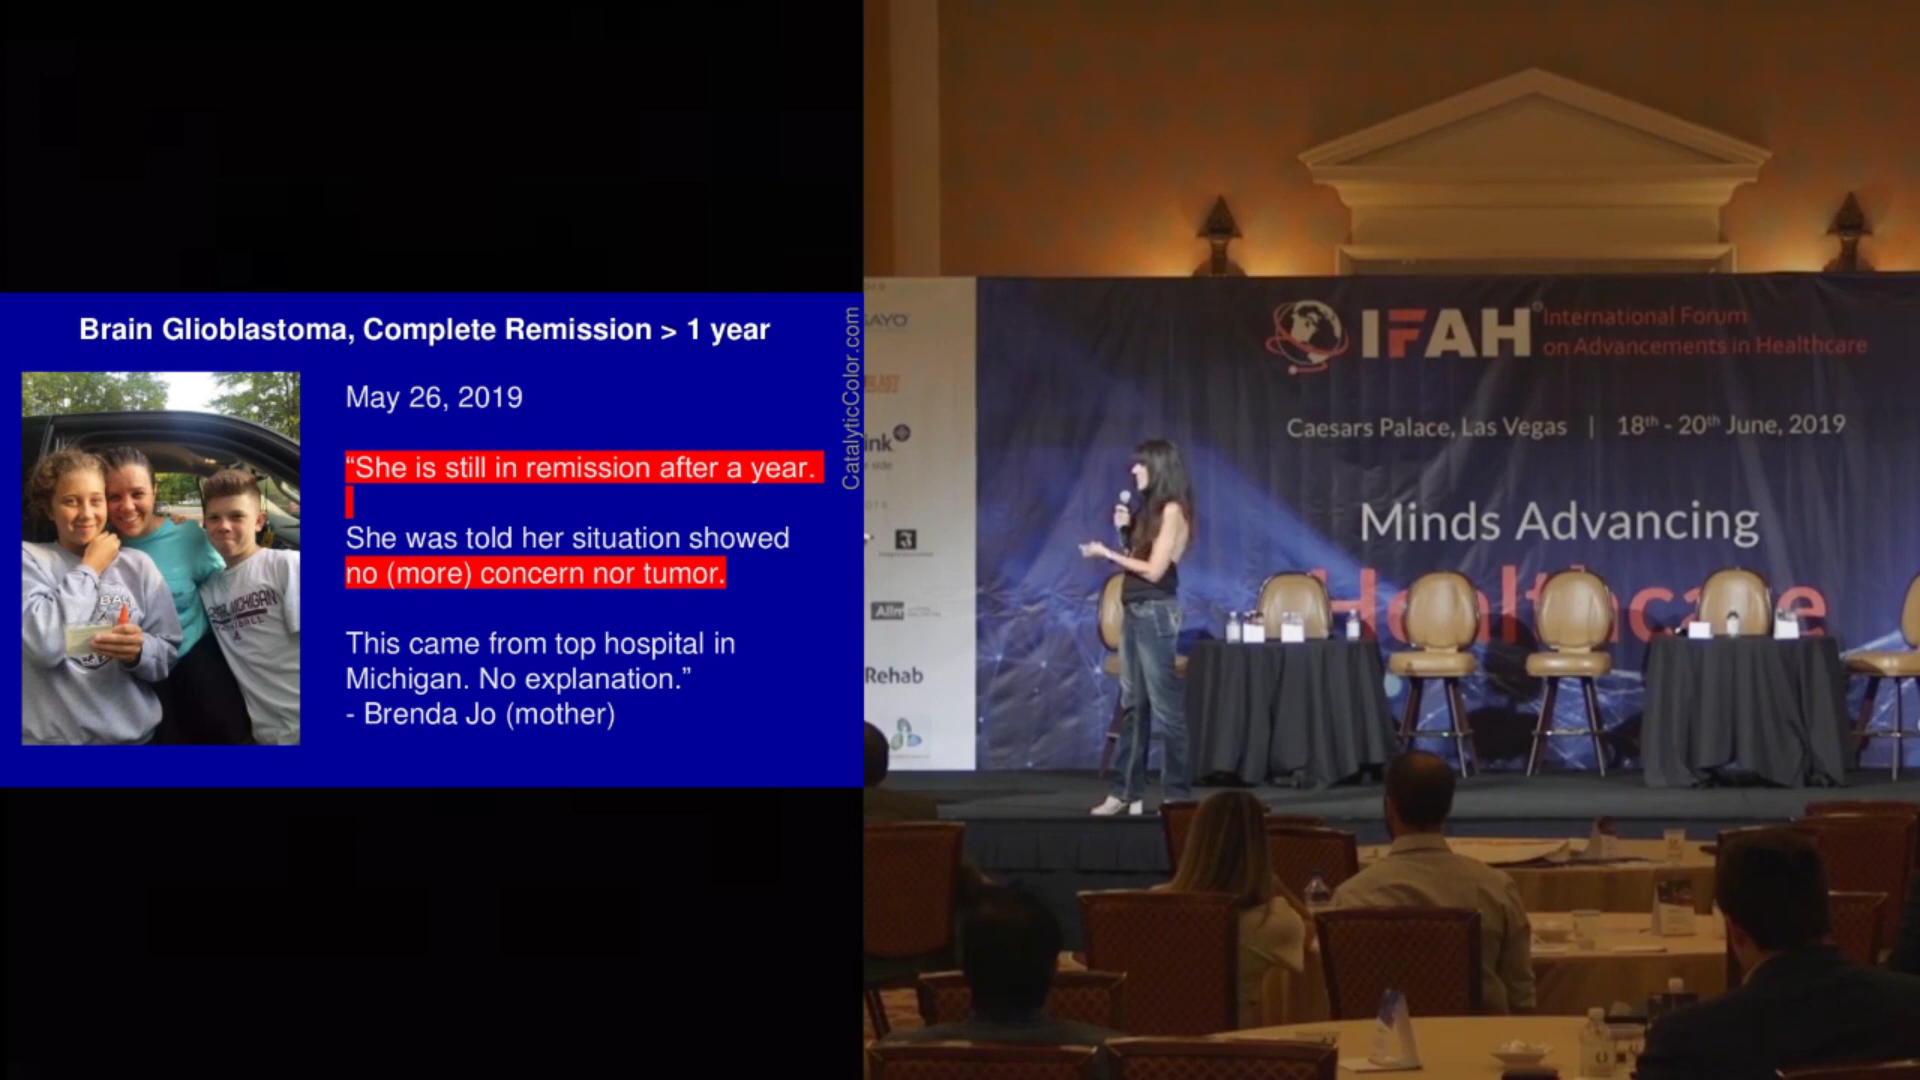 Brain Glioblastoma, Complete Remission > 1 year
May 26, 2019
“She is still in remission after a year.
She was told her situation showed
no (more) concern nor tumor.
This came from top hospital in
Michigan. No explanation.”
- Brenda Jo (mother)
CatalyticColor.com
IFAH
International Forum
on Advancements in Healthcare
Caesars Palace, Las Vegas | 18th - 20th June, 2019
Minds Advancing
Rehab